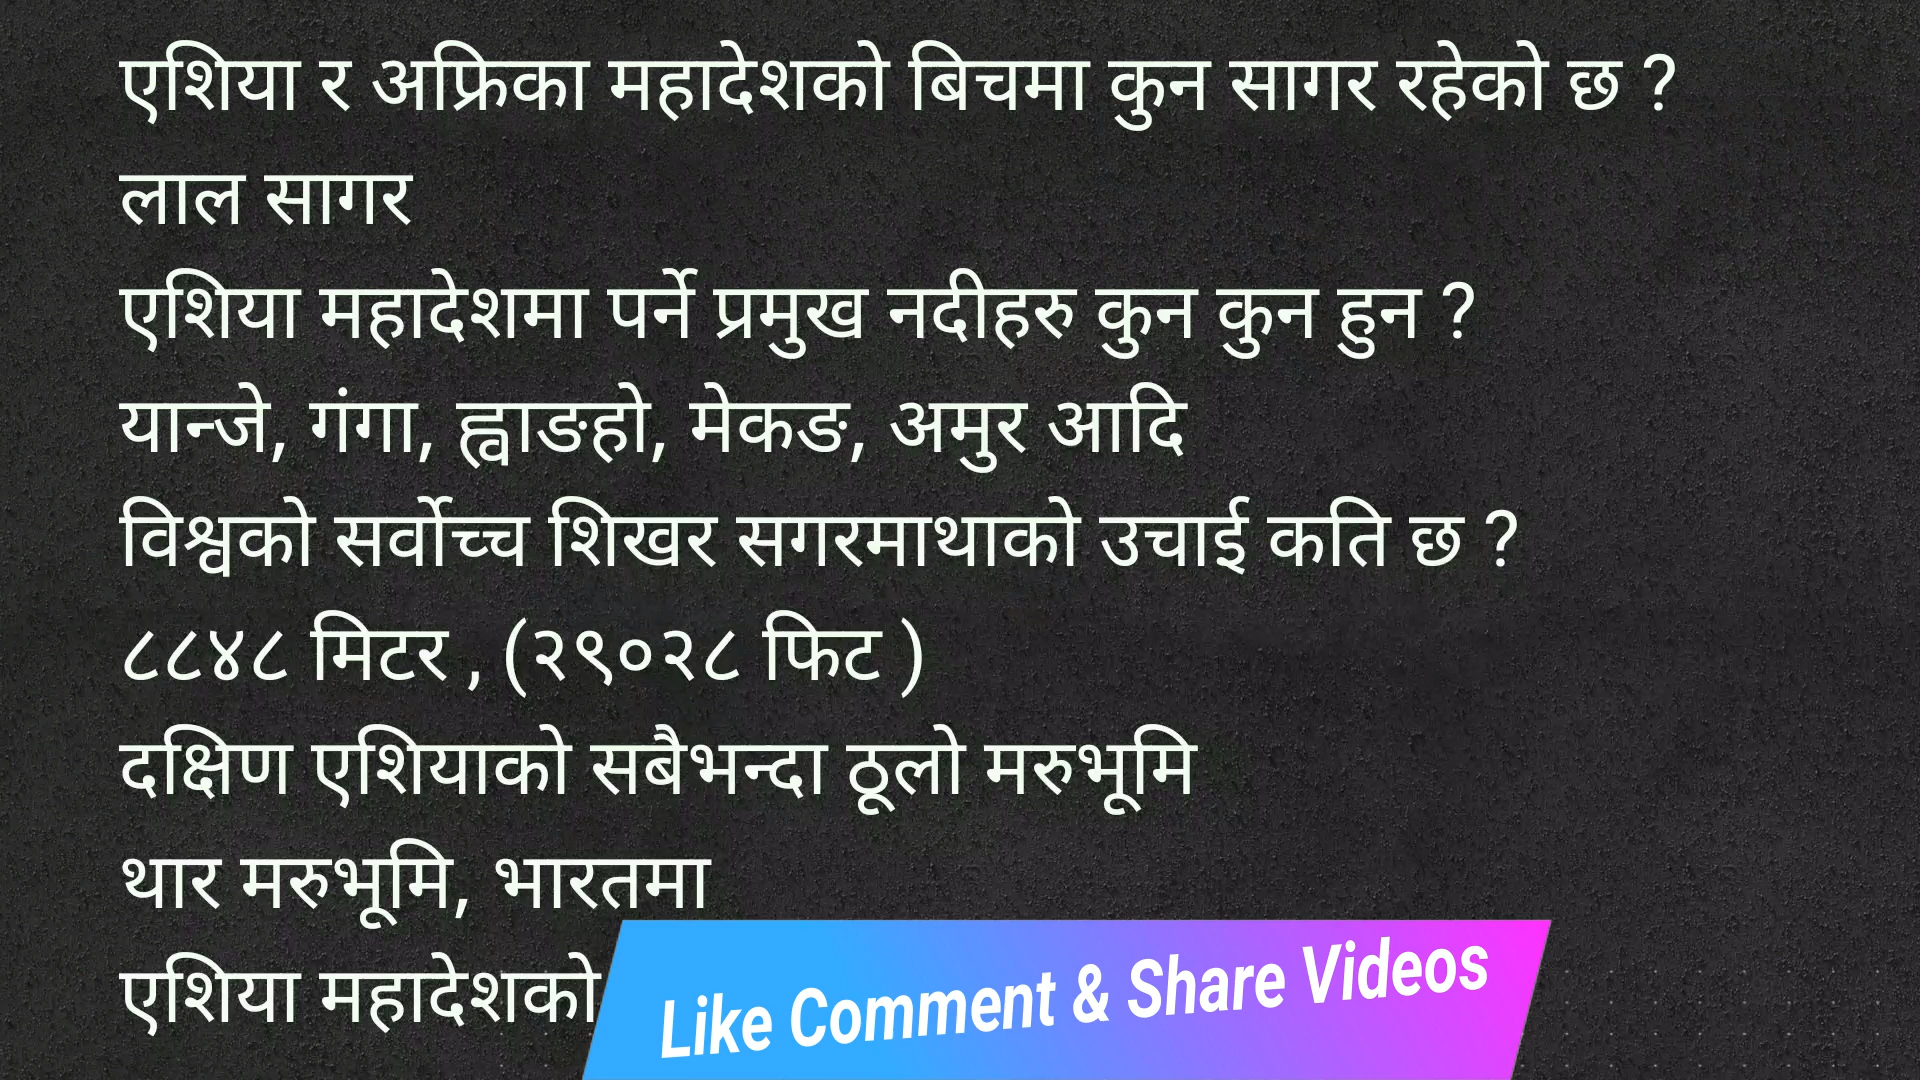 एशिया र अफ्रिका महादेशको बिचमा कुन सागर रहेको छ ?
लाल सागर
एशिया महादेशमा पर्ने प्रमुख नदीहरु कुन कुन हुन ?
यान्जे, गंगा, ह्वाङहो, मेकङ, अमुर आदि
विश्वको सर्वोच्च शिखर सगरमाथाको उचाई कति छ ?
८८४८ मिटर , (२९०२८ फिट )
दक्षिण एशियाको सबैभन्दा ठूलो मरुभूमि
थार मरुभूमि, भारतमा
एशिया महादेशको
Like Comment & Share Videos